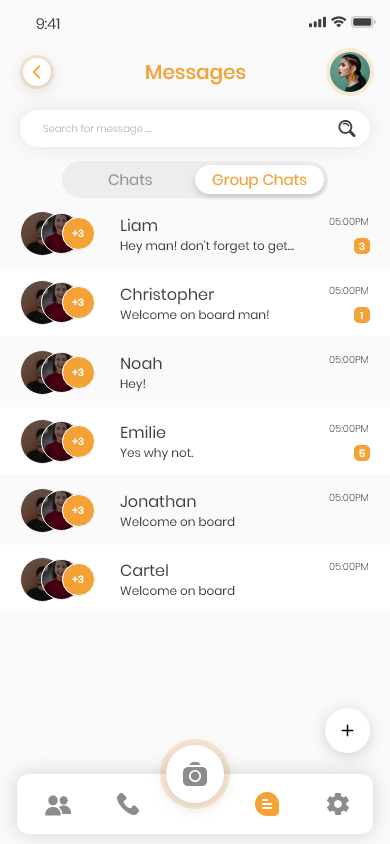 9:41
Messages
Search for message ...
Chats
Group Chats
+3
Liam
05:00PM
Hey man! don't forget to get...
3
+3
Christopher
05:00PM
Welcome on board man!
1
+3
Noah
05:00PM
Hey!
+3
Emilie
05:00PM
Yes why not.
5
+3
Jonathan
05:00PM
Welcome on board
+3
Cartel
05:00PM
Welcome on board